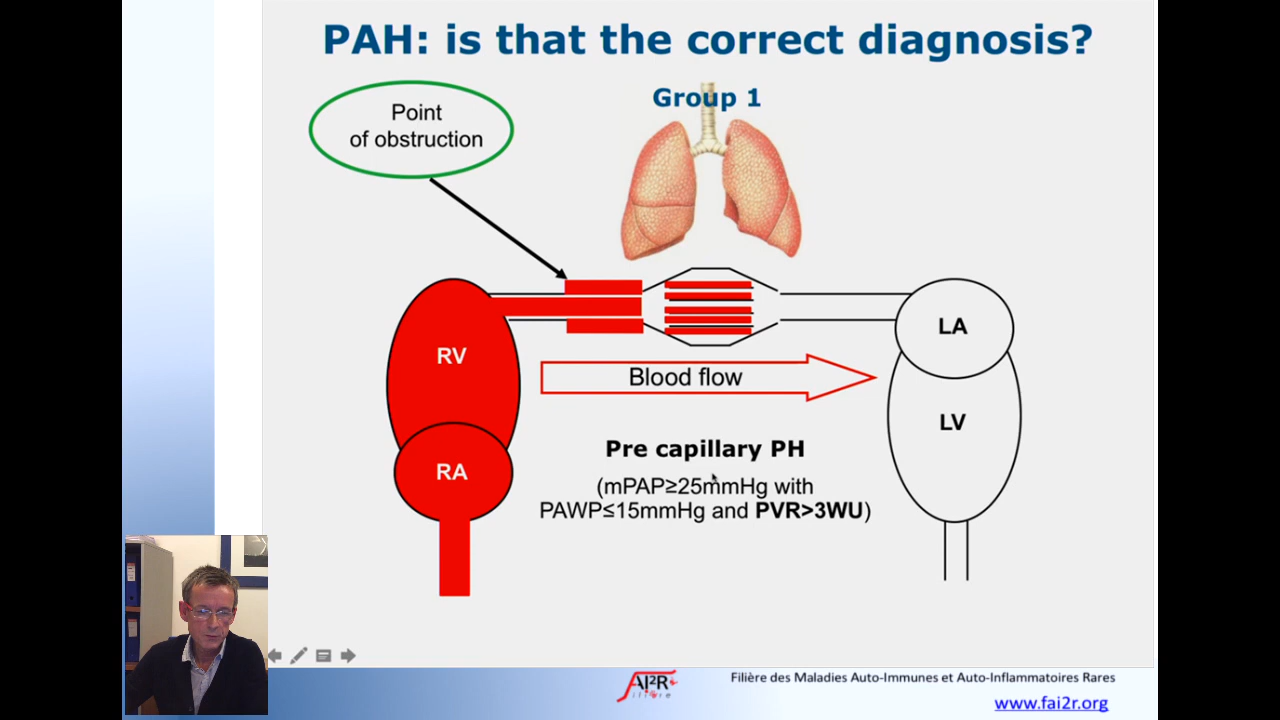 PAH: is that the correct diagnosis?
Point
of obstruction
Group 1
RV
RA
Blood flow
LA
LV
Pre capillary PH
(mPAP≥25mmHg with
PAWP≤15mmHg and PVR>3WU)
FAI2R
filière
Filière des Maladies Auto-Immunes et Auto-Inflammatoires Rares
www.fai2r.org